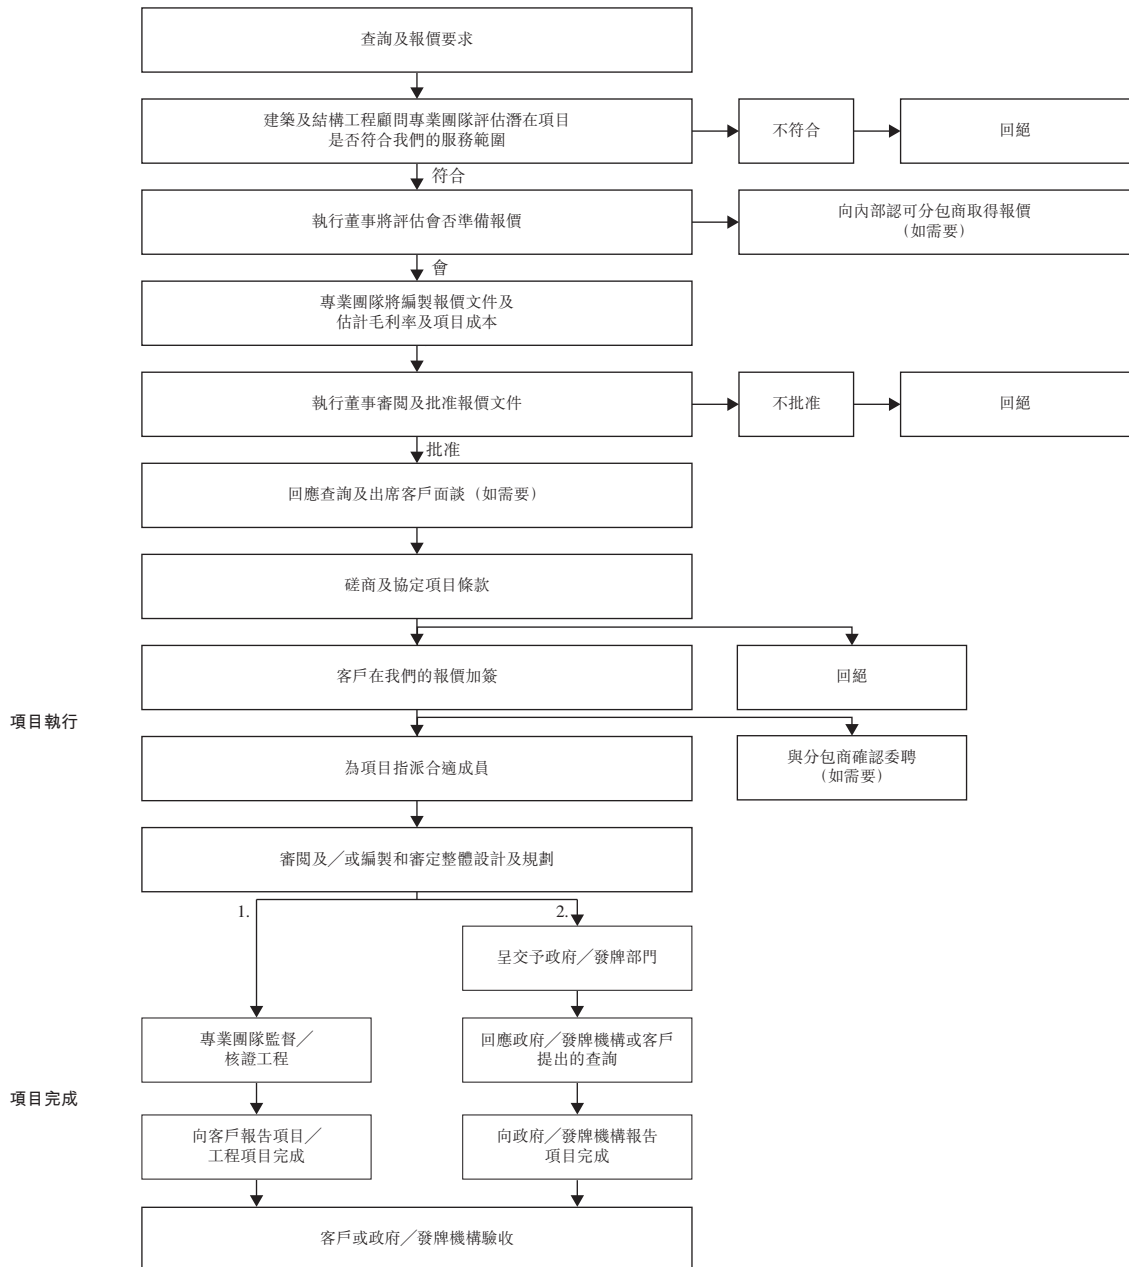 查詢及報價要求
建築及結構工程顧問專業團隊評估潛在項目
是否符合我們的服務範圍
不符合
回絕
符合
執行董事將評估會否準備報價
向內部認可分包商取得報價
（如需要）
會
專業團隊將編製報價文件及
估計毛利率及項目成本
執行董事審閱及批准報價文件
不批准
回絕
批准
回應查詢及出席客戶面談（如需要）
磋商及協定項目條款
客戶在我們的報價加簽
回絕
項目執行
為項目指派合適成員
與分包商確認委聘
（如需要）
審閱及／或編製和審定整體設計及規劃
1.
2.
呈交予政府／發牌部門
專業團隊監督／
核證工程
回應政府／發牌機構或客戶
提出的查詢
項目完成
向客戶報告項目／
工程項目完成
向政府／發牌機構報告
項目完成
客戶或政府／發牌機構驗收